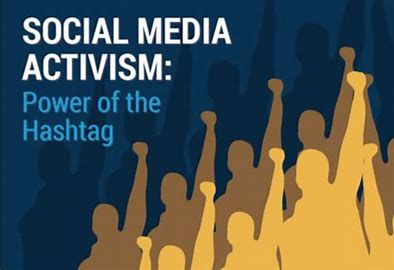 SOCIAL MEDIA
ACTIVISM:
Power of the
Hashtag